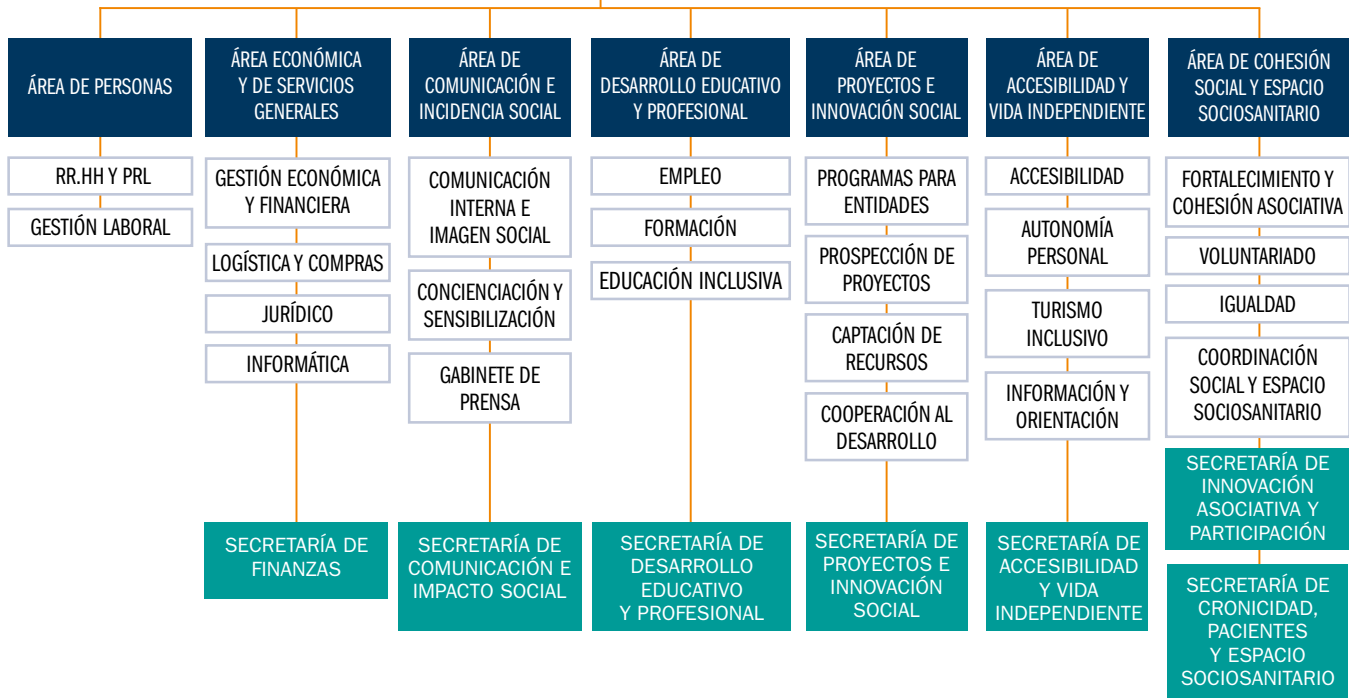 ÁREA DE PERSONAS
RR.HH Y PRL
GESTIÓN LABORAL
ÁREA ECONÓMICA
Y DE SERVICIOS
GENERALES
GESTIÓN ECONÓMICA
Y FINANCIERA
LOGÍSTICA Y COMPRAS
JURÍDICO
INFORMÁTICA
SECRETARÍA DE
FINANZAS
ÁREA DE
COMUNICACIÓN E
INCIDENCIA SOCIAL
COMUNICACIÓN
INTERNA E
IMAGEN SOCIAL
CONCIENCIACIÓN Y
SENSIBILIZACIÓN
GABINETE DE
PRENSA
SECRETARÍA DE
COMUNICACIÓN E
IMPACTO SOCIAL
ÁREA DE
DESARROLLO EDUCATIVO
Y PROFESIONAL
EMPLEO
FORMACIÓN
EDUCACIÓN INCLUSIVA
SECRETARÍA DE
DESARROLLO
EDUCATIVO
Y PROFESIONAL
ÁREA DE
PROYECTOS E
INNOVACIÓN SOCIAL
PROGRAMAS PARA
ENTIDADES
PROSPECCIÓN DE
PROYECTOS
CAPTACIÓN DE
RECURSOS
COOPERACIÓN AL
DESARROLLO
SECRETARÍA DE
PROYECTOS E
INNOVACIÓN
SOCIAL
ÁREA DE
ACCESIBILIDAD Y
VIDA INDEPENDIENTE
ACCESIBILIDAD
AUTONOMÍA
PERSONAL
TURISMO
INCLUSIVO
INFORMACIÓN Y
ORIENTACIÓN
SECRETARÍA DE
ACCESIBILIDAD
Y VIDA
INDEPENDIENTE
ÁREA DE COHESIÓN
SOCIAL Y ESPACIO
SOCIOSANITARIO
FORTALECIMIENTO Y
COHESIÓN ASOCIATIVA
VOLUNTARIADO
IGUALDAD
COORDINACIÓN
SOCIAL Y ESPACIO
SOCIOSANITARIO
SECRETARÍA DE
INNOVACIÓN
ASOCIATIVA Y
PARTICIPACIÓN
SECRETARÍA DE
CRONICIDAD,
PACIENTES
Y ESPACIO
SOCIOSANITARIO